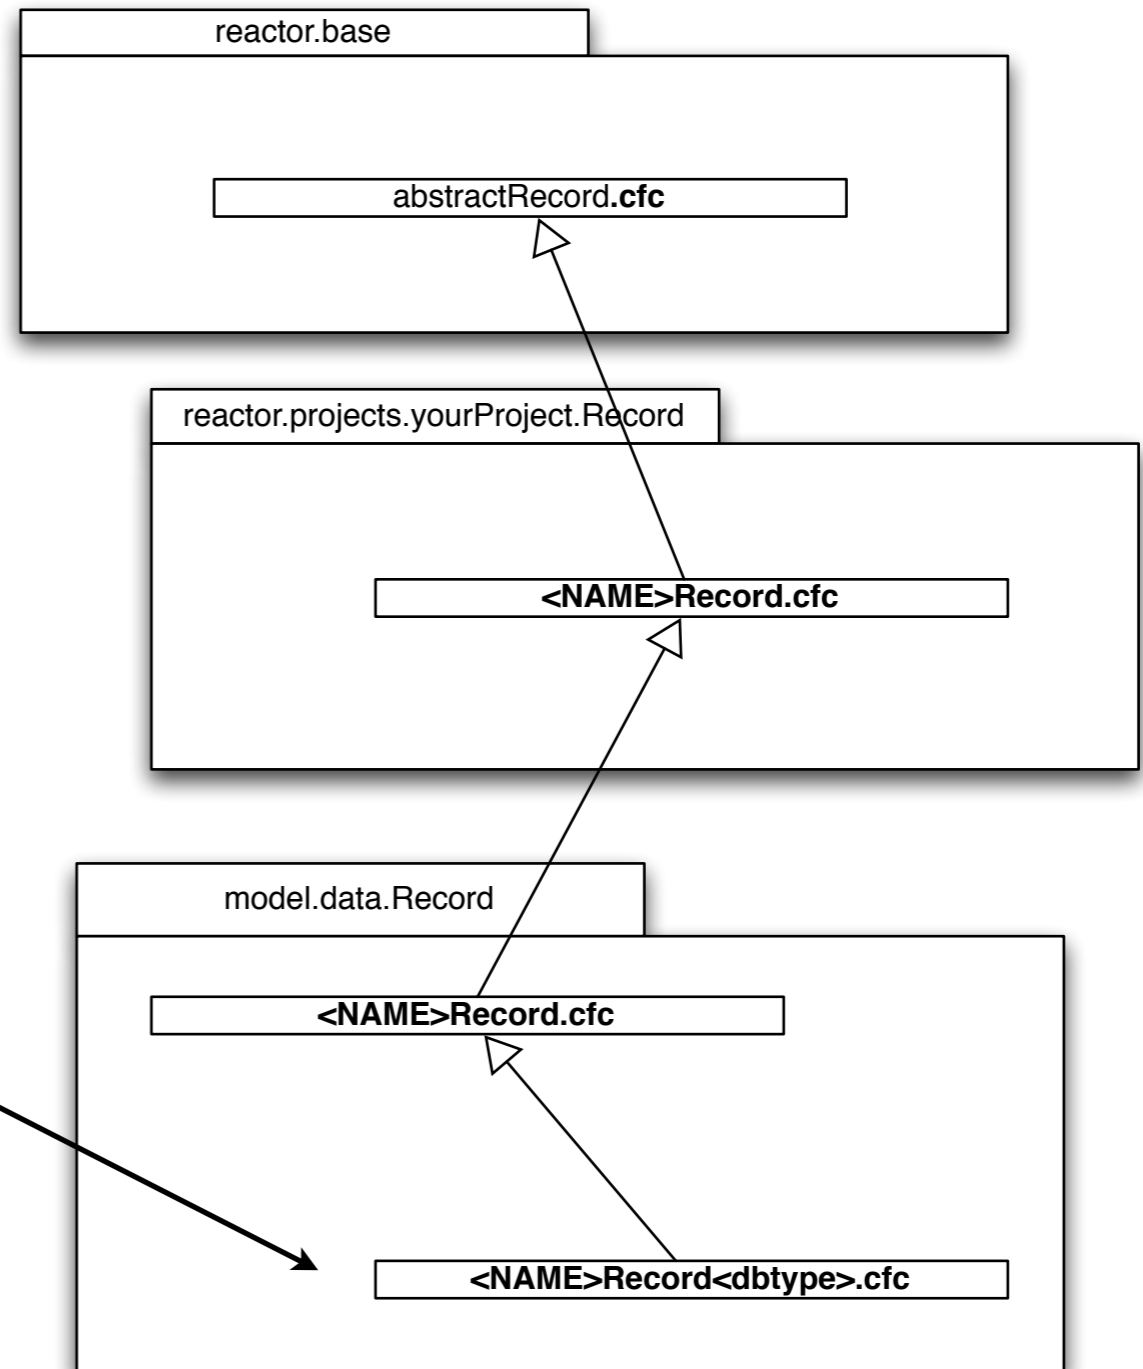 reactor.base
abstractRecord.cfc
reactor.projects.yourProject.Record
<NAME>Record.cfc
model.data.Record
<NAME>Record.cfc
<NAME>Record<dbtype>.cfc